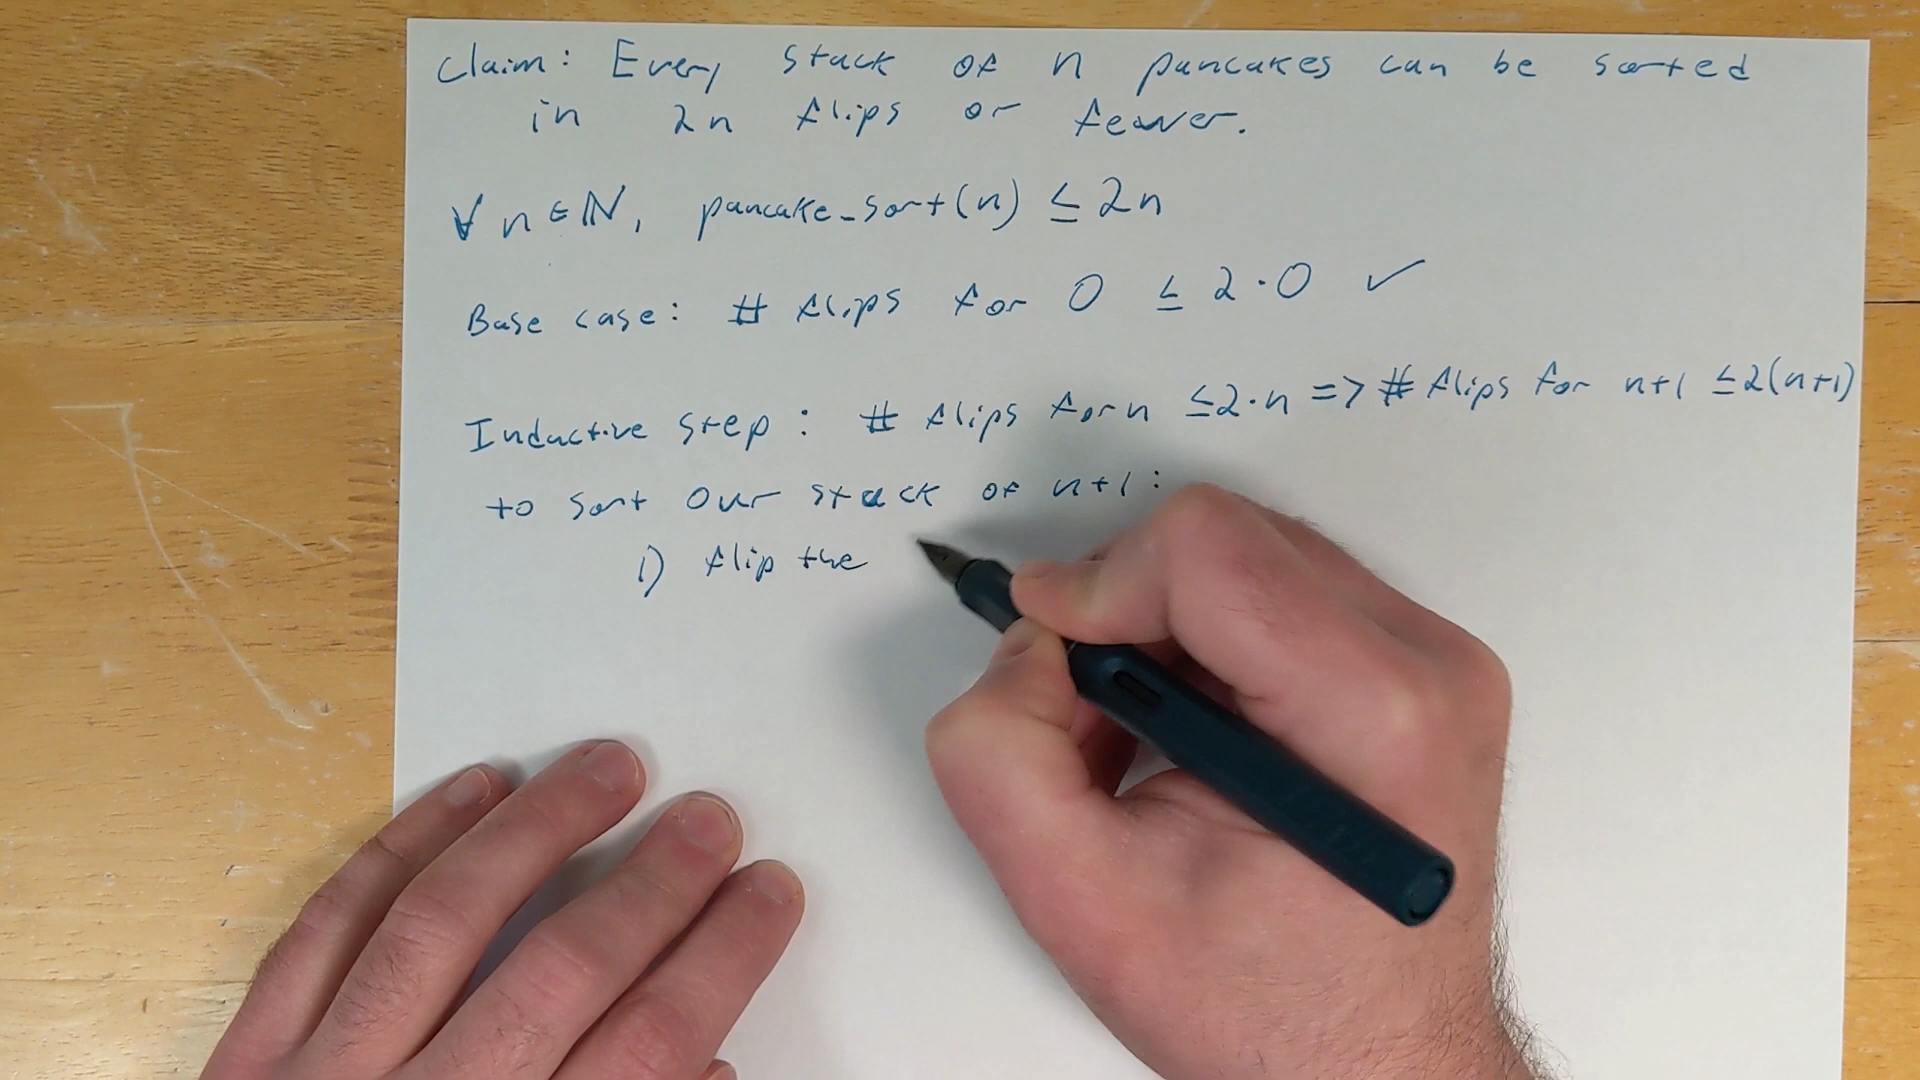 Claim: Every stack of n pancakes can be sorted
in 2n flips or fewer.
∀ n ∈ ℕ, pancake_sort(n) ≤ 2n
Base case: # flips for 0 ≤ 2·0 ✓
Inductive step: # flips for n ≤ 2·n => # flips for n+1 ≤ 2(n+1)
to sort our stack of n+1:
1) flip the